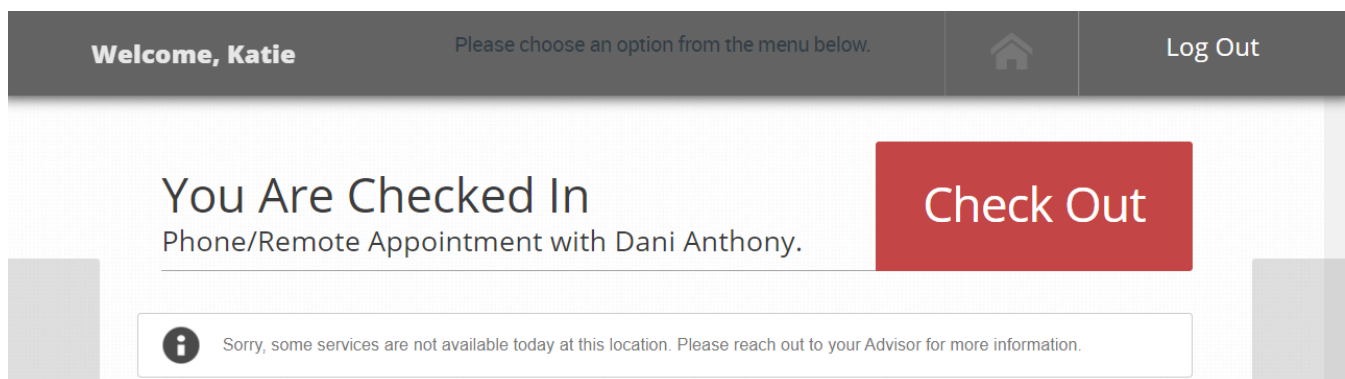 Welcome, Katie
Please choose an option from the menu below.
Log Out
You Are Checked In
Phone/Remote Appointment with Dani Anthony.
Check Out
Sorry, some services are not available today at this location. Please reach out to your Advisor for more information.